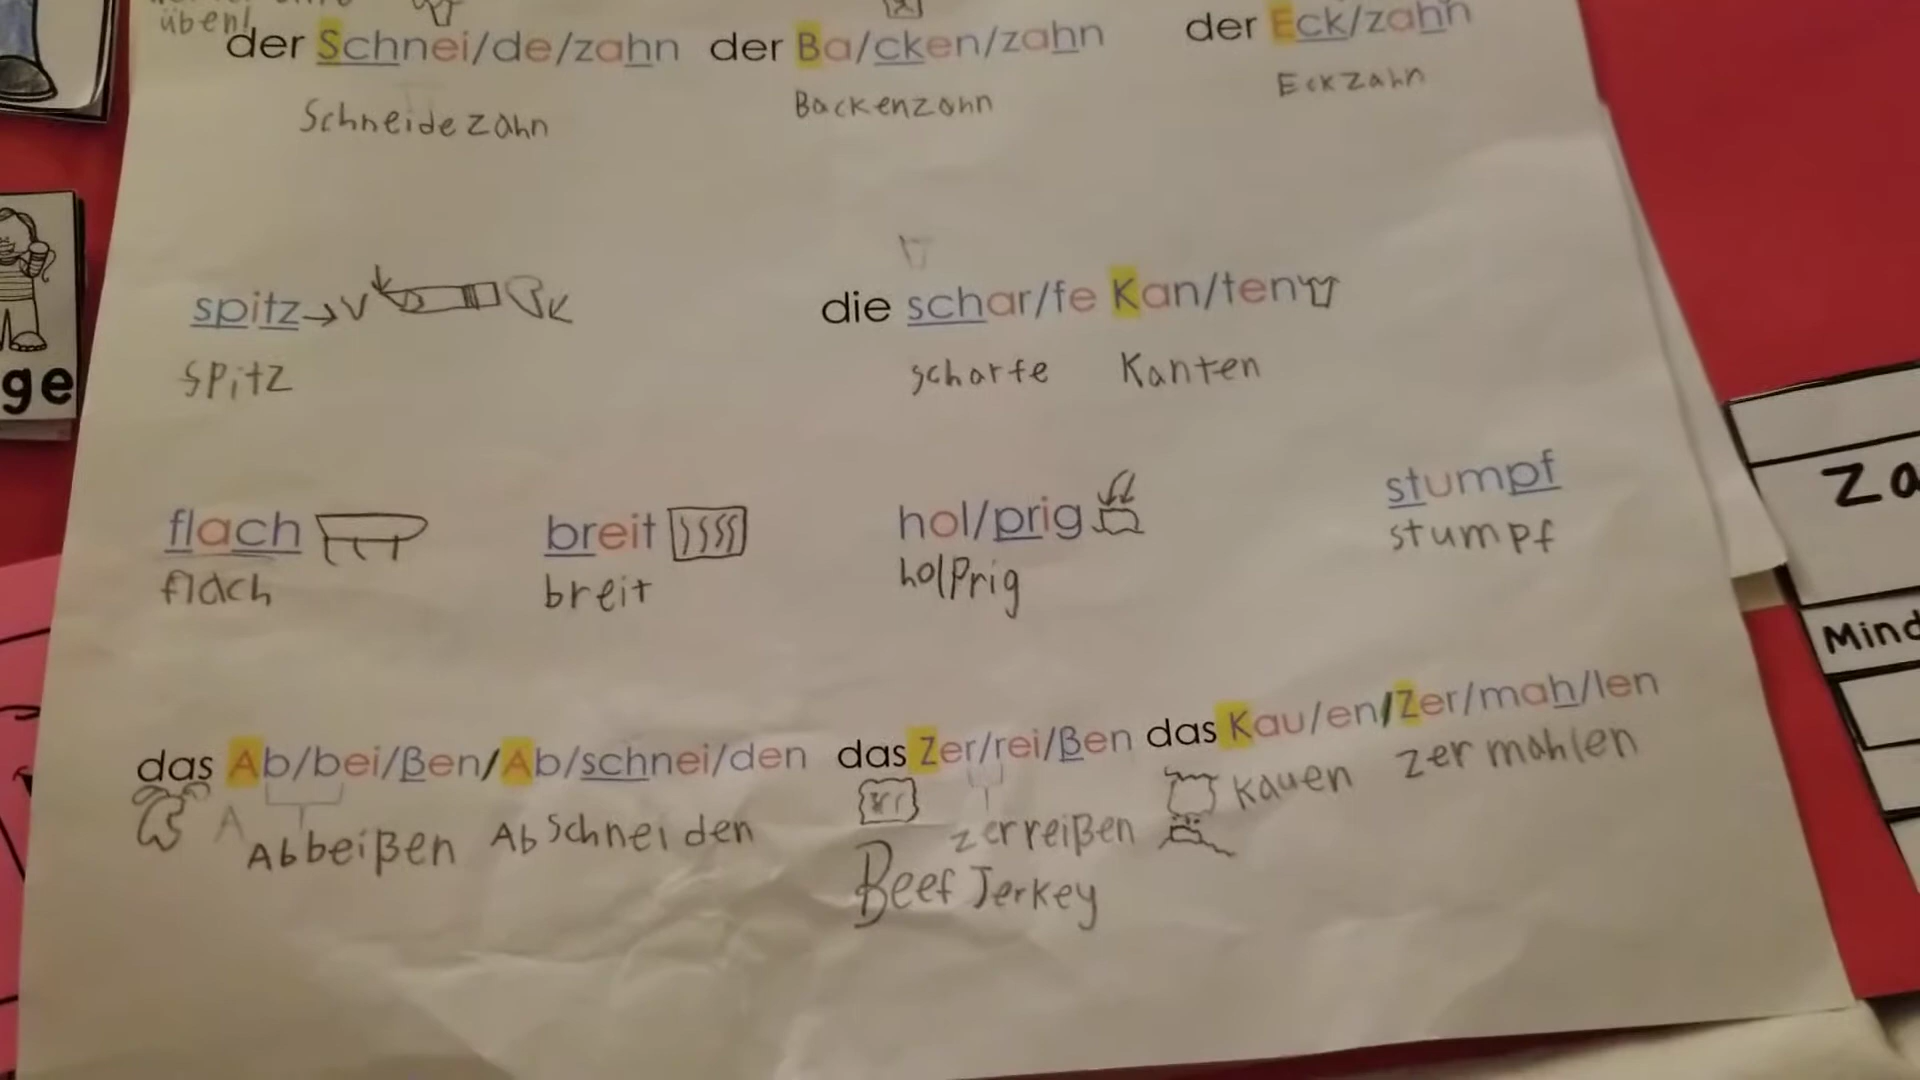 üben!
der Schnei/de/zahn der Ba/cken/zahn der Eck/zahn
Schneidezahn Backenzahn Eckzahn
spitz die schar/fe Kan/ten
spitz scharfe Kanten
flach breit hol/prig stumpf
flach breit holprig stumpf
das Ab/bei/ßen/Ab/schnei/den das Zer/rei/ßen das Kau/en/Zer/mah/len
A Abbeißen Abschneiden zerreißen kauen zermahlen
Beef Jerkey
ge
Za
Mind